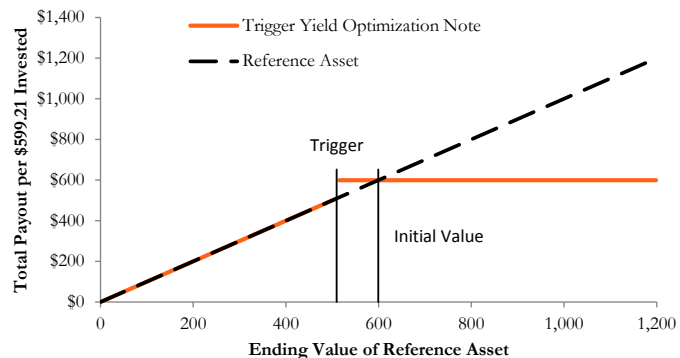 $1,400
Trigger Yield Optimization Note
$1,200
Reference Asset
$1,000
$800
Trigger
$600
$400
Initial Value
$200
$0
0
200
400
600
800
1,000
1,200
Total Payout per $599.21 Invested
Ending Value of Reference Asset